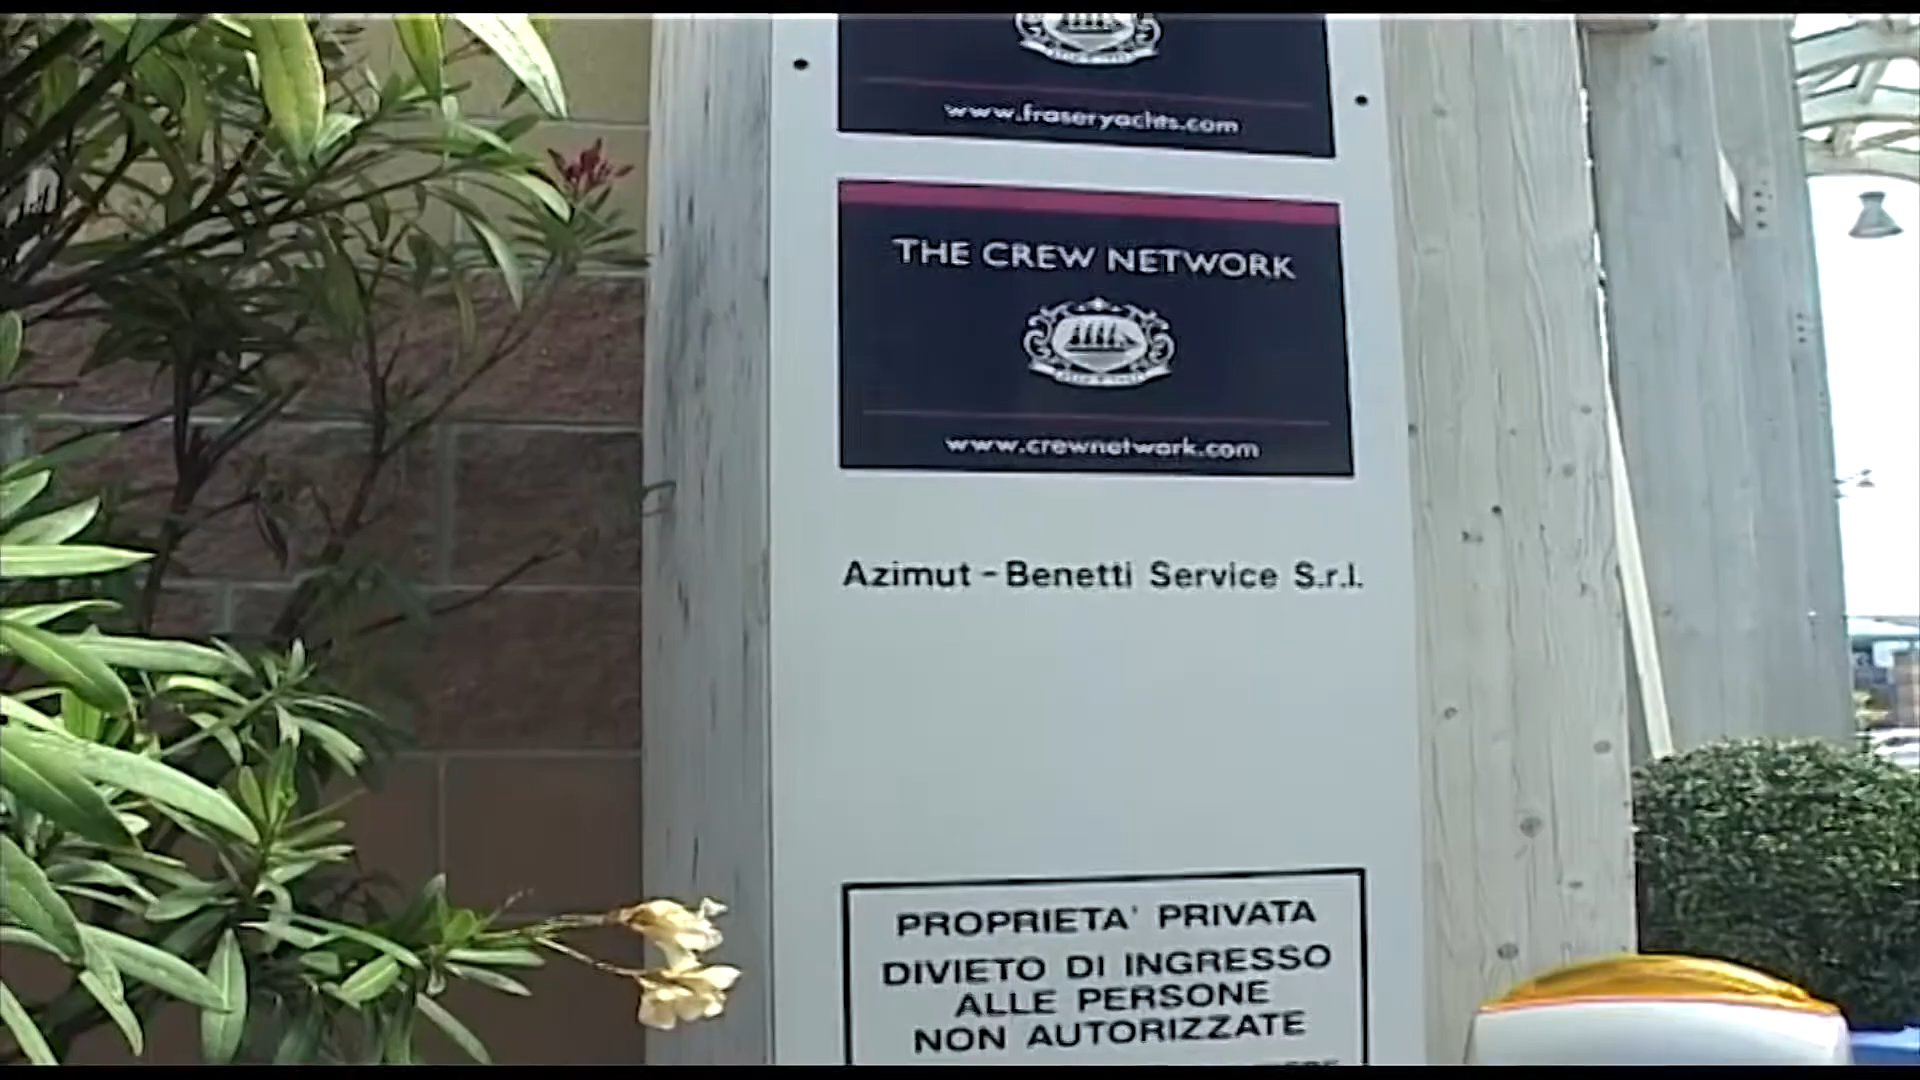 www.fraseryachts.com
THE CREW NETWORK
www.crewnetwork.com
Azimut - Benetti Service S.r.l.
PROPRIETA' PRIVATA
DIVIETO DI INGRESSO
ALLE PERSONE
NON AUTORIZZATE